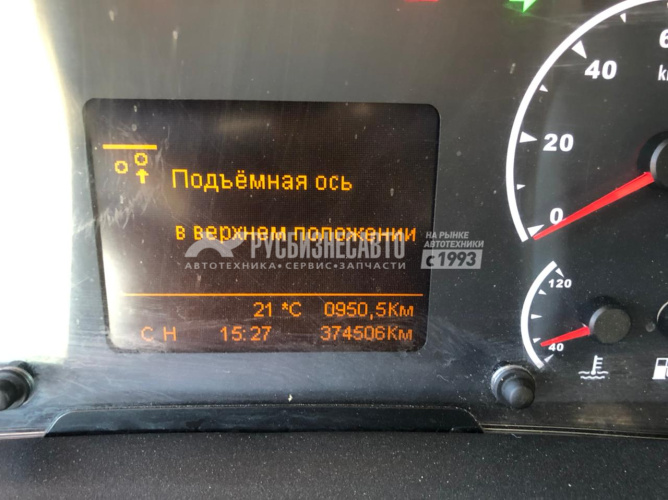 Подъёмная ось
в верхнем положении
РУСБИЗНЕСАВТО
АВТОТЕХНИКА•СЕРВИС•ЗАПЧАСТИ
НА РЫНКЕ
АВТОТЕХНИКИ
с 1993
21 °C 0950,5Км
С Н 15:27 374506Км
40
20
0
120
40